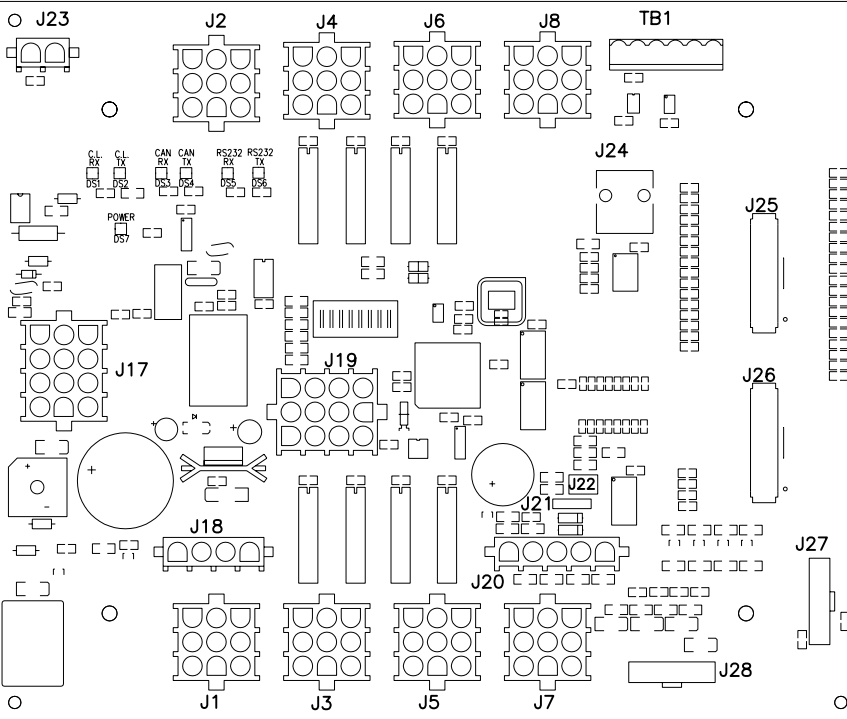 J23 J2 J4 J6 J8 TB1
J24
C.L. RX C.L. TX CAN RX CAN TX RS232 RX RS232 TX
DS1 DS2 DS3 DS4 DS5 DS6
J25
POWER
DS7
J17 J19
J26
+ + +
+
-
+
J22
J21
J18
J27
J20
J28
J1 J3 J5 J7